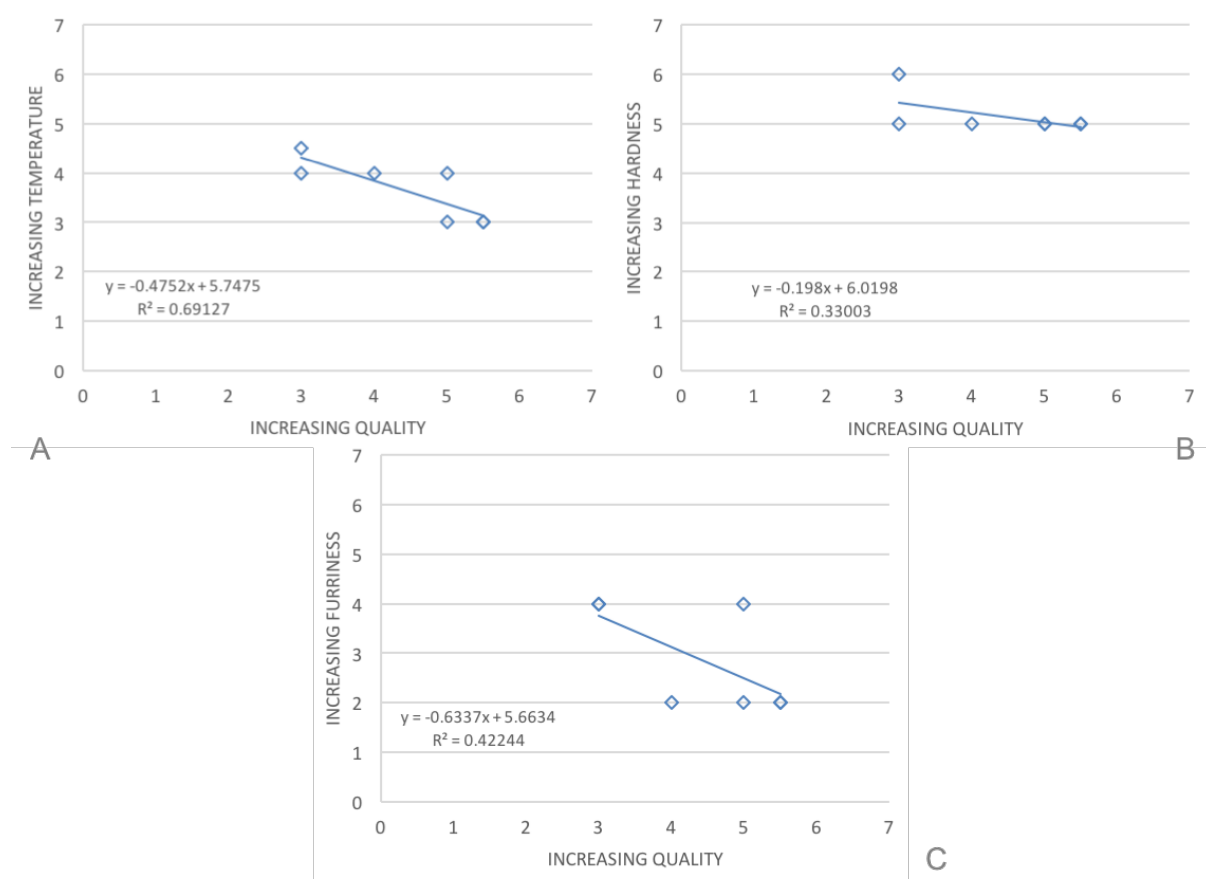 INCREASING TEMPERATURE
7
6
5
4
3
2
1
0
y = -0.4752x + 5.7475
R² = 0.69127
0 1 2 3 4 5 6 7
INCREASING QUALITY
A
INCREASING HARDNESS
7
6
5
4
3
2
1
0
y = -0.198x + 6.0198
R² = 0.33003
0 1 2 3 4 5 6 7
INCREASING QUALITY
B
INCREASING FURRINESS
7
6
5
4
3
2
1
0
y = -0.6337x + 5.6634
R² = 0.42244
0 1 2 3 4 5 6 7
INCREASING QUALITY
C